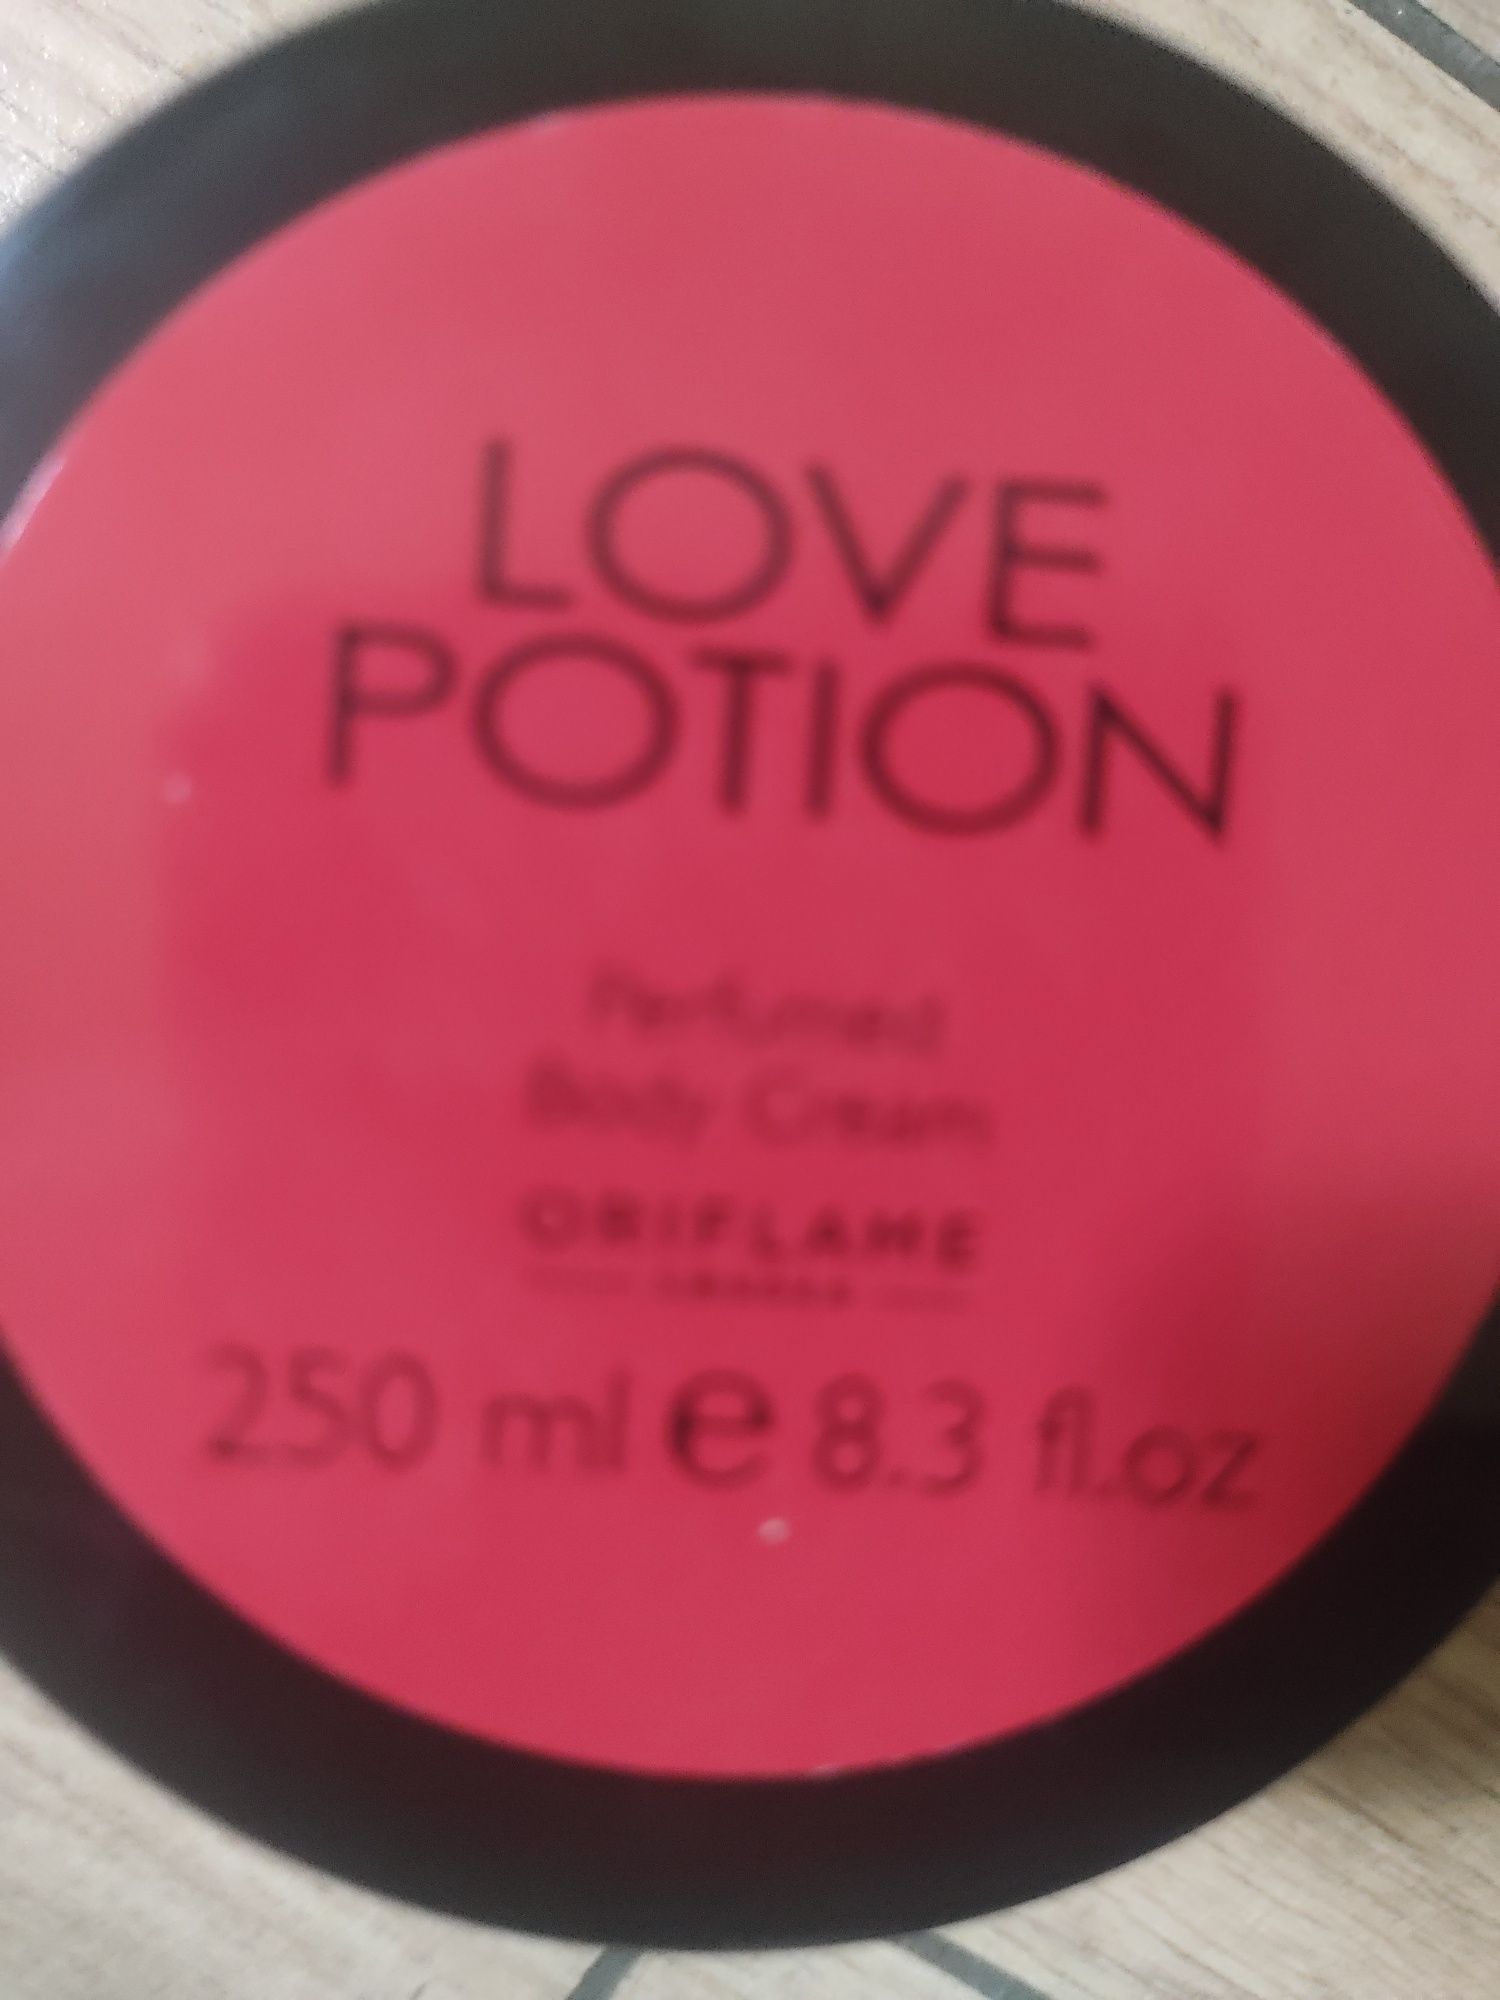 LOVE
POTION
Perfumed
Body Cream
ORIFLAME
250 ml e 8.3 fl.oz